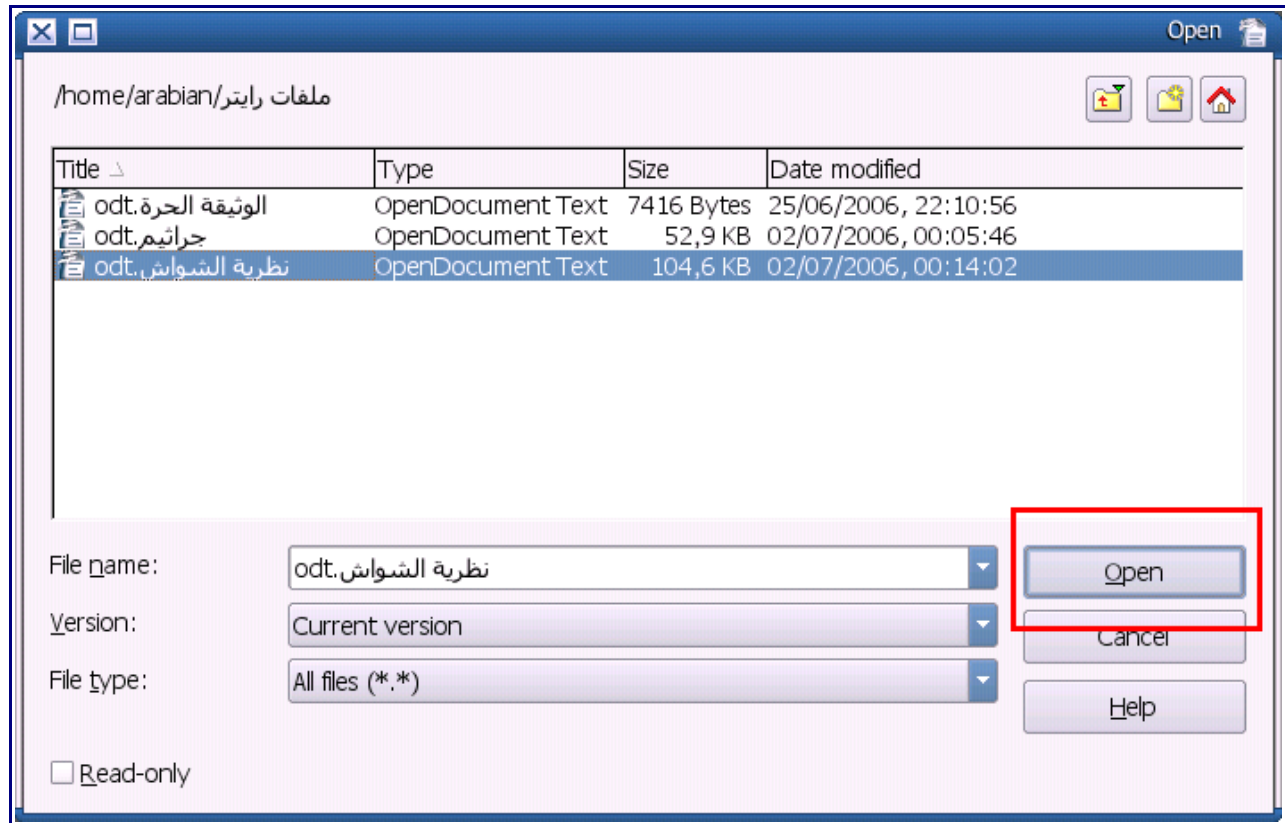 Open
/home/arabian/ملفات رايتر
Title Type Size Date modified
الوثيقة الحرة.odt OpenDocument Text 7416 Bytes 25/06/2006, 22:10:56
جراثيم.odt OpenDocument Text 52,9 KB 02/07/2006, 00:05:46
نظرية الشواش.odt OpenDocument Text 104,6 KB 02/07/2006, 00:14:02
File name: نظرية الشواش.odt Open
Version: Current version Cancel
File type: All files (*.*) Help
Read-only